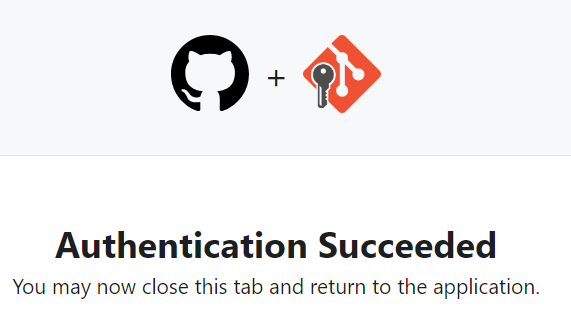 +
Authentication Succeeded
You may now close this tab and return to the application.